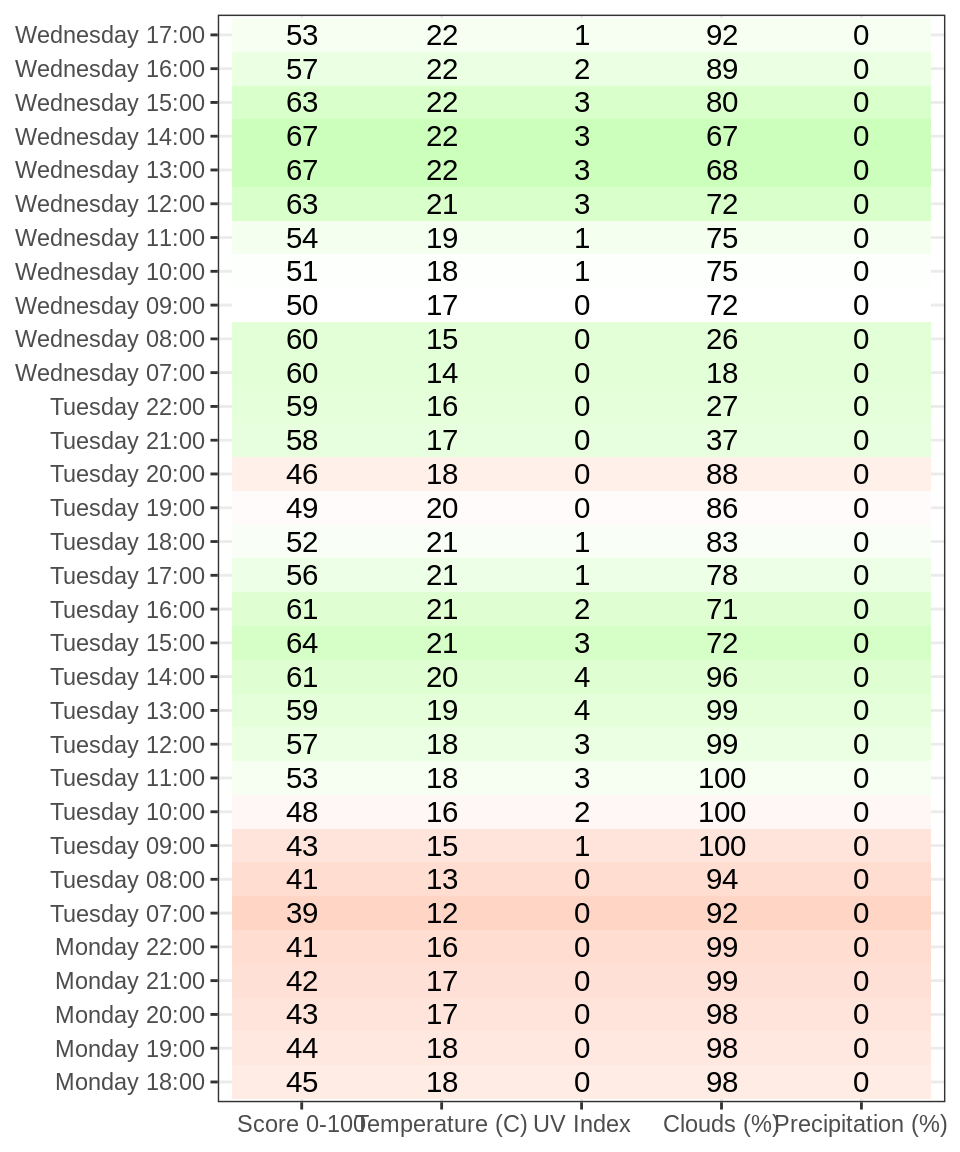 Wednesday 17:00 53 22 1 92 0
Wednesday 16:00 57 22 2 89 0
Wednesday 15:00 63 22 3 80 0
Wednesday 14:00 67 22 3 67 0
Wednesday 13:00 67 22 3 68 0
Wednesday 12:00 63 21 3 72 0
Wednesday 11:00 54 19 1 75 0
Wednesday 10:00 51 18 1 75 0
Wednesday 09:00 50 17 0 72 0
Wednesday 08:00 60 15 0 26 0
Wednesday 07:00 60 14 0 18 0
Tuesday 22:00 59 16 0 27 0
Tuesday 21:00 58 17 0 37 0
Tuesday 20:00 46 18 0 88 0
Tuesday 19:00 49 20 0 86 0
Tuesday 18:00 52 21 1 83 0
Tuesday 17:00 56 21 1 78 0
Tuesday 16:00 61 21 2 71 0
Tuesday 15:00 64 21 3 72 0
Tuesday 14:00 61 20 4 96 0
Tuesday 13:00 59 19 4 99 0
Tuesday 12:00 57 18 3 99 0
Tuesday 11:00 53 18 3 100 0
Tuesday 10:00 48 16 2 100 0
Tuesday 09:00 43 15 1 100 0
Tuesday 08:00 41 13 0 94 0
Tuesday 07:00 39 12 0 92 0
Monday 22:00 41 16 0 99 0
Monday 21:00 42 17 0 99 0
Monday 20:00 43 17 0 98 0
Monday 19:00 44 18 0 98 0
Monday 18:00 45 18 0 98 0
Score 0-100 Temperature (C) UV Index Clouds (%) Precipitation (%)